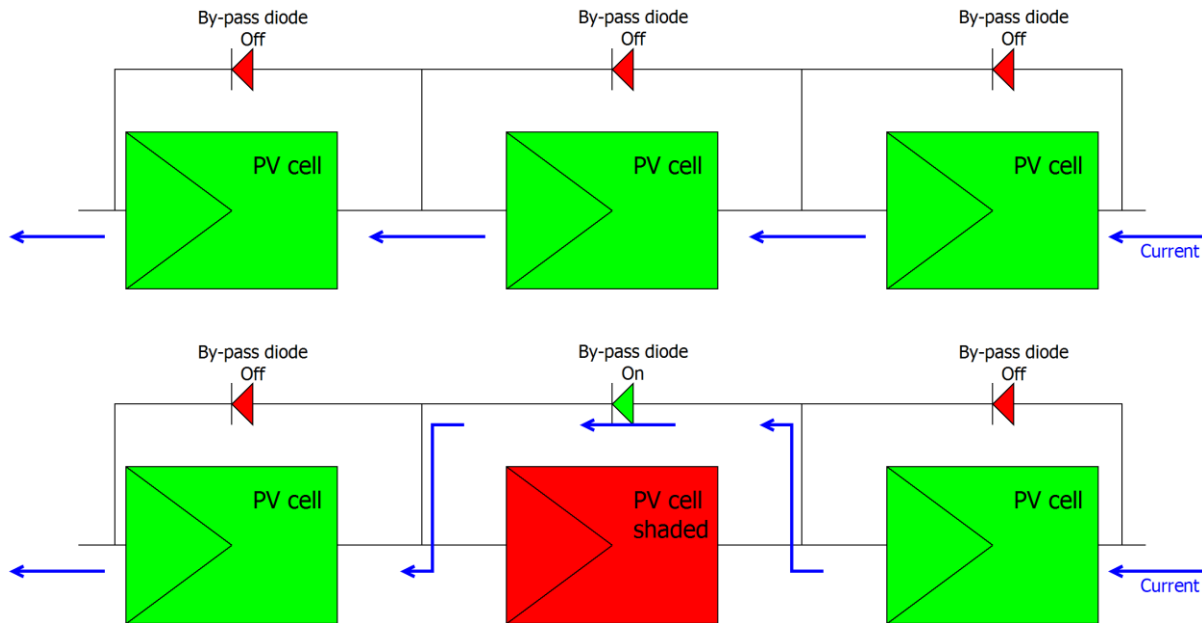 By-pass diode
Off
By-pass diode
Off
By-pass diode
Off
PV cell
PV cell
PV cell
Current
By-pass diode
Off
By-pass diode
On
By-pass diode
Off
PV cell
PV cell
shaded
PV cell
Current